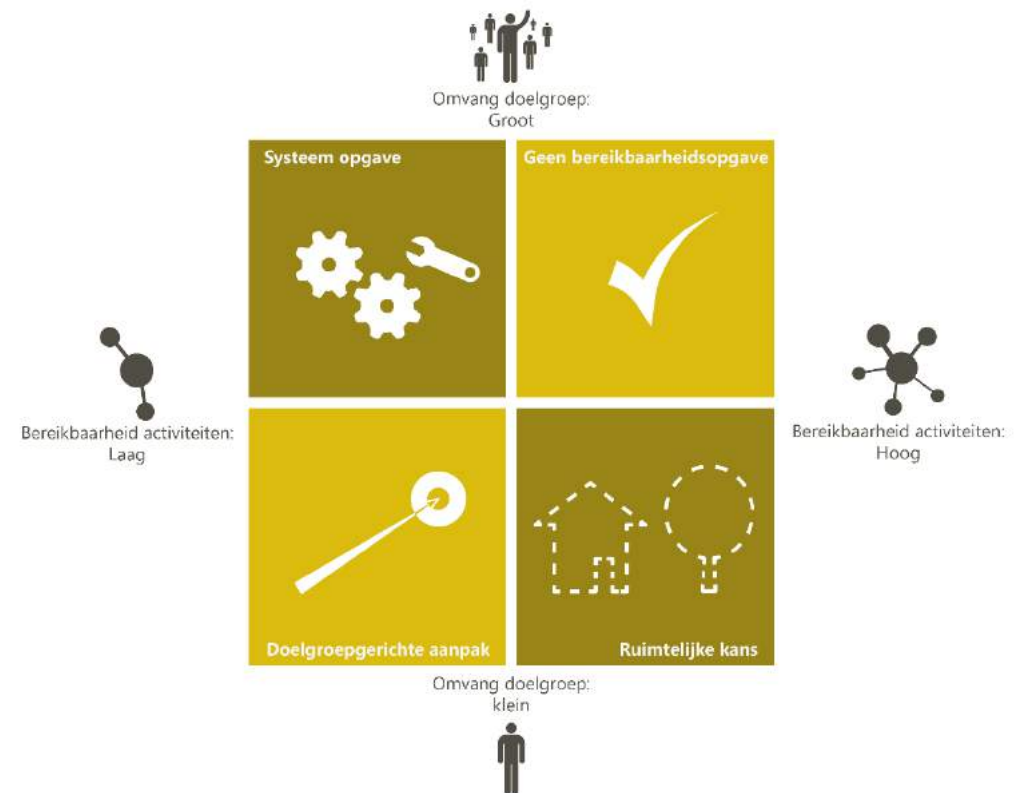 Omvang doelgroep:
Groot
Systeem opgave
Geen bereikbaarheidsopgave
Bereikbaarheid activiteiten:
Laag
Bereikbaarheid activiteiten:
Hoog
Doelgroepgerichte aanpak
Ruimtelijke kans
Omvang doelgroep:
klein